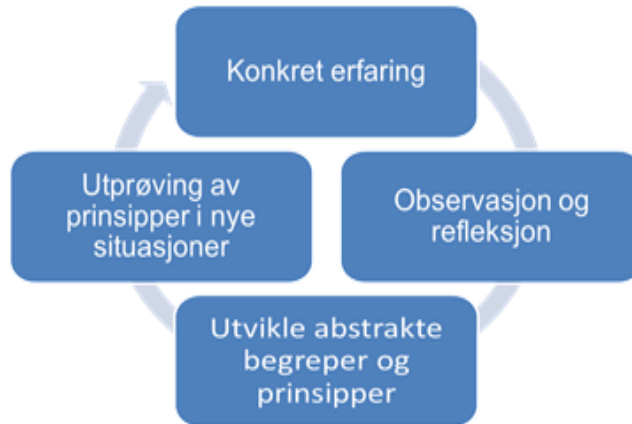 Konkret erfaring
Observasjon og
refleksjon
Utvikle abstrakte
begreper og
prinsipper
Utprøving av
prinsipper i nye
situasjoner